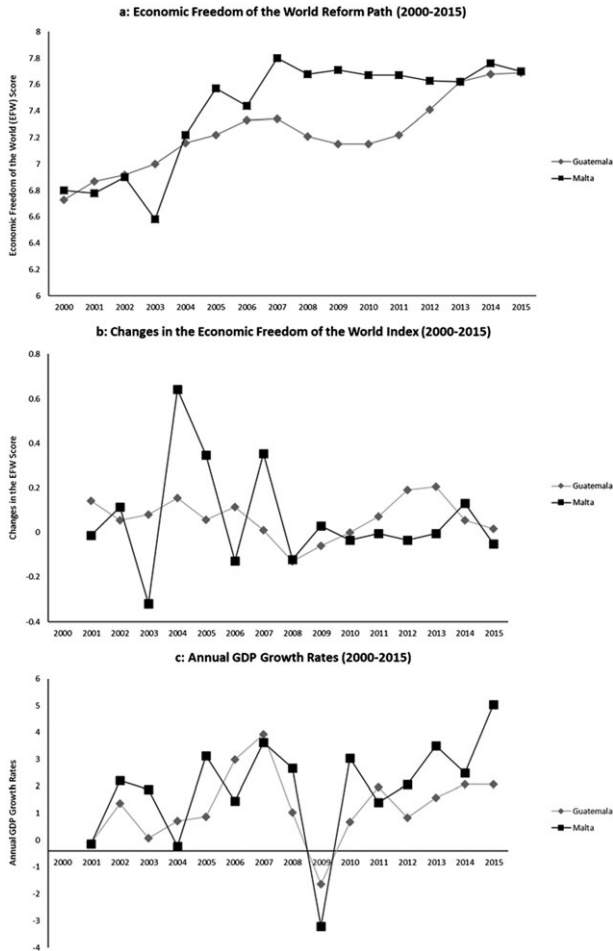 a: Economic Freedom of the World Reform Path (2000-2015)
Economic Freedom of the World (EFW) Score
8
7.8
7.6
7.4
7.2
7
6.8
6.6
6.4
6.2
6
2000 2001 2002 2003 2004 2005 2006 2007 2008 2009 2010 2011 2012 2013 2014 2015
Guatemala
Malta
b: Changes in the Economic Freedom of the World Index (2000-2015)
Changes in the EFW Score
0.8
0.6
0.4
0.2
0
-0.2
-0.4
2000 2001 2002 2003 2004 2005 2006 2007 2008 2009 2010 2011 2012 2013 2014 2015
Guatemala
Malta
c: Annual GDP Growth Rates (2000-2015)
Annual GDP Growth Rates
6
5
4
3
2
1
0
-1
-2
-3
-4
2000 2001 2002 2003 2004 2005 2006 2007 2008 2009 2010 2011 2012 2013 2014 2015
Guatemala
Malta